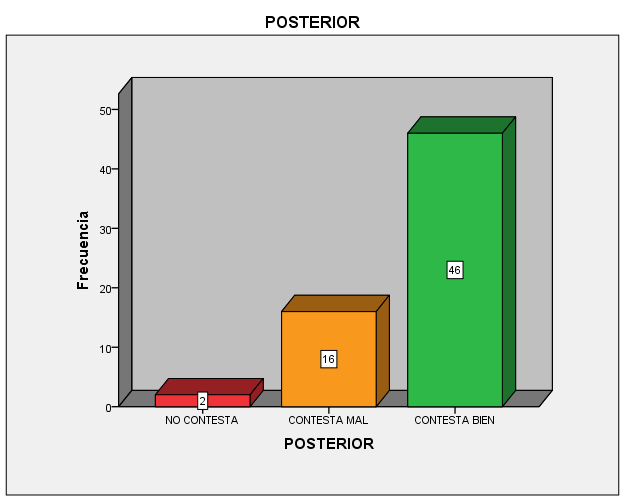 POSTERIOR
Frecuencia
50
40
30
20
10
0
2
16
46
NO CONTESTA
CONTESTA MAL
CONTESTA BIEN
POSTERIOR